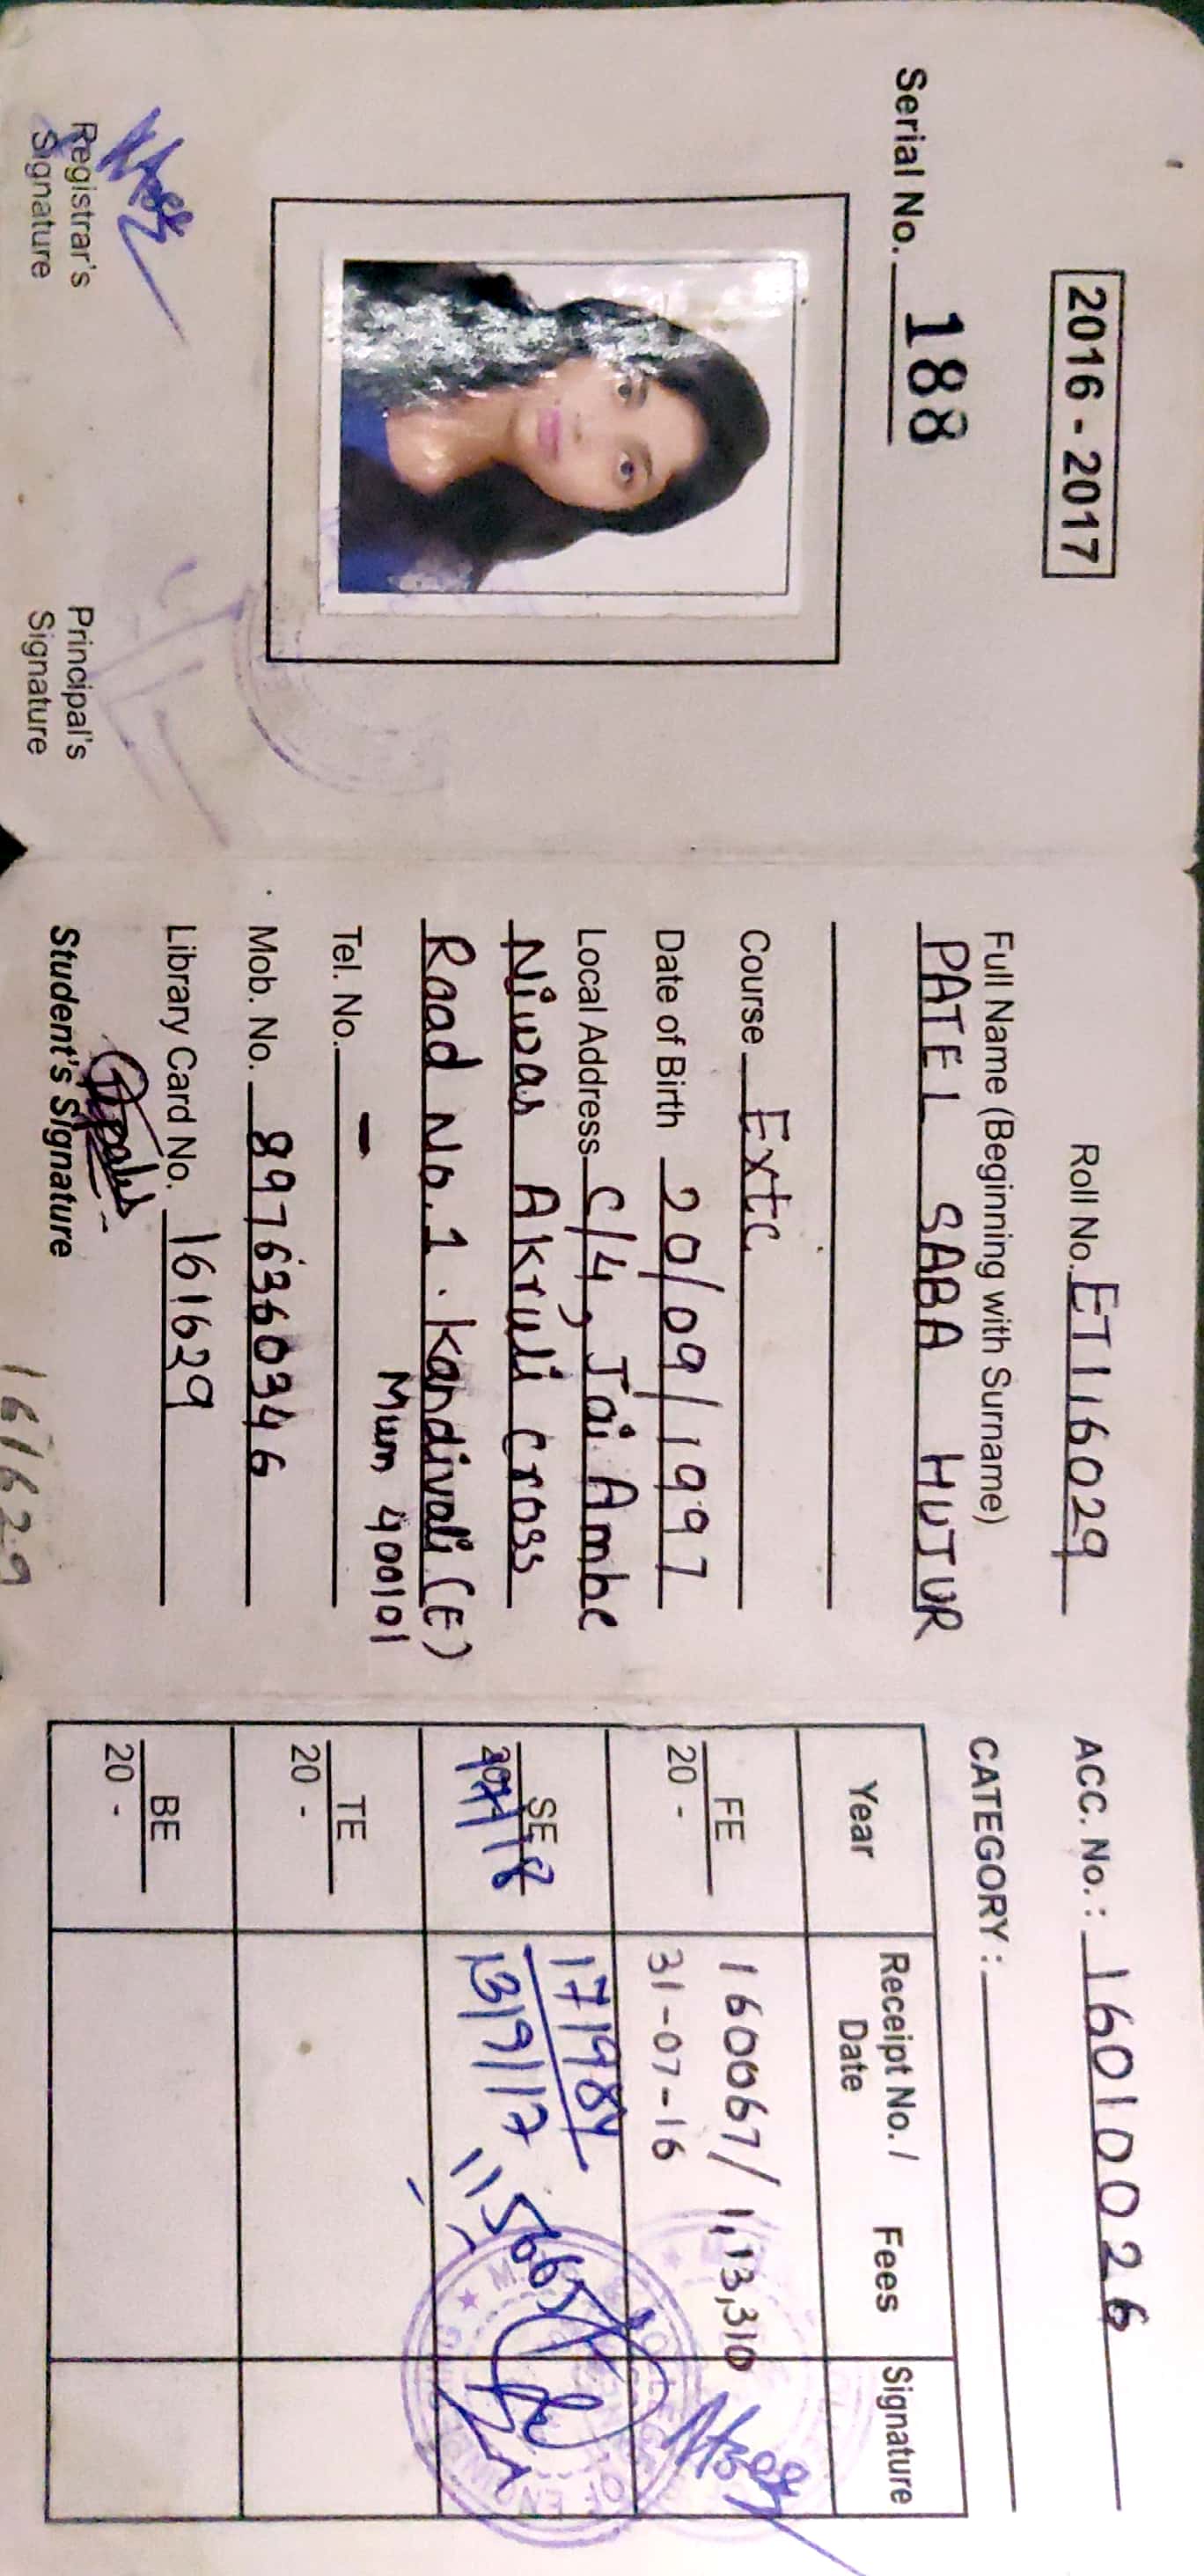 2016 - 2017
Serial No. 188
Registrar's
Signature
Principal's
Signature
Roll No. ET116029
Full Name (Beginning with Surname)
PATEL SABA HUTUR
Course Extc
Date of Birth 20/09/1997
Local Address C/4, Jai Ambe
Niwas Akruli Cross
Road No. 1. Kandivali (E)
Mum 400101
Tel. No. -
Mob. No. 8976360346
Library Card No. 161629
Student's Signature
161629
ACC. No. : 160100026
CATEGORY :
Year Receipt No. / Date Fees Signature
FE 160067/ 1,13,310
20 - 31-07-16
SE 171984
17/18 13/9/17 115665/-
TE
20 -
BE
20 -